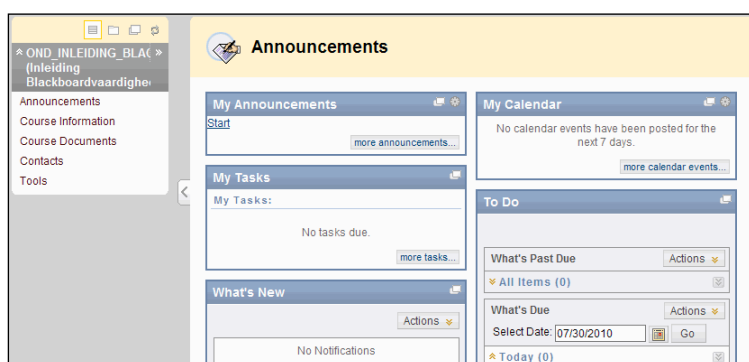 OND_INLEIDING_BLAC
(Inleiding
Blackboardvaardighe
Announcements
Course Information
Course Documents
Contacts
Tools
Announcements
My Announcements
Start
more announcements...
My Tasks
My Tasks:
No tasks due.
more tasks...
What's New
Actions
No Notifications
My Calendar
No calendar events have been posted for the
next 7 days.
more calendar events...
To Do
What's Past Due
Actions
All Items (0)
What's Due
Actions
Select Date: 07/30/2010 Go
Today (0)